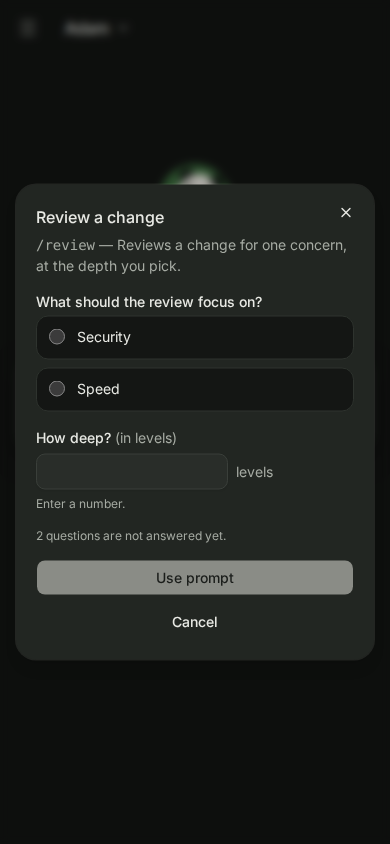 Adam
Review a change
/review — Reviews a change for one concern,
at the depth you pick.
What should the review focus on?
Security
Speed
How deep? (in levels)
levels
Enter a number.
2 questions are not answered yet.
Use prompt
Cancel